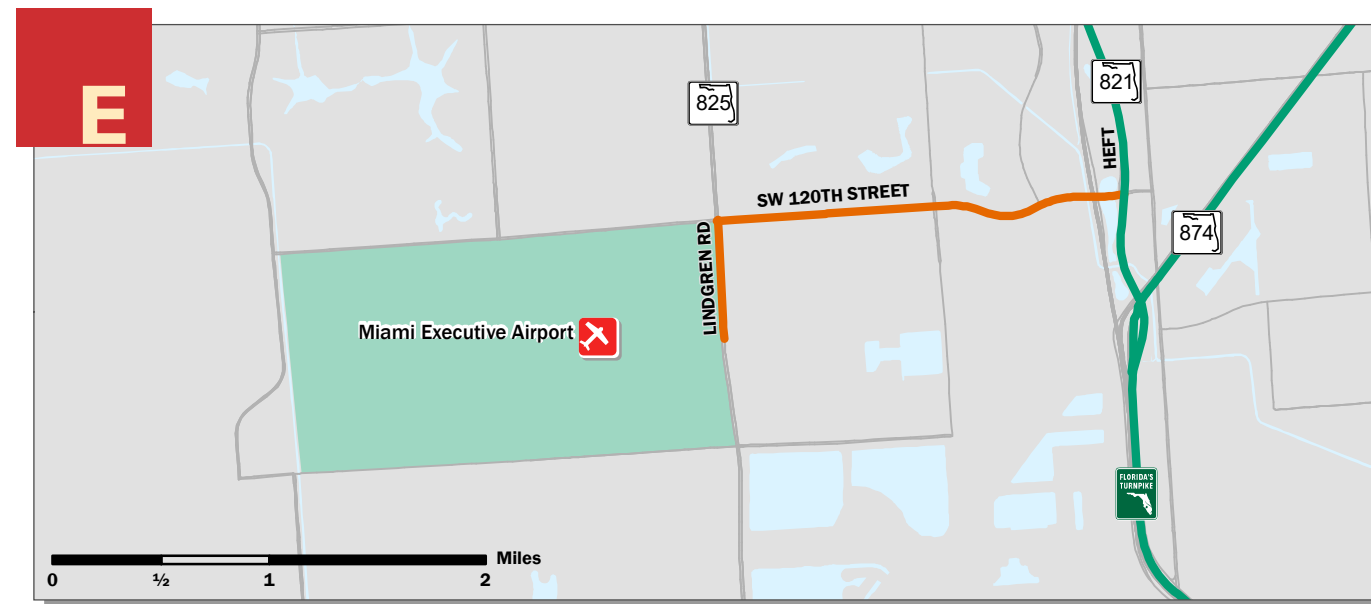 E
825
821
HEFT
SW 120TH STREET
874
LINDGREN RD
Miami Executive Airport
FLORIDA'S
TURNPIKE
Miles
0 ½ 1 2